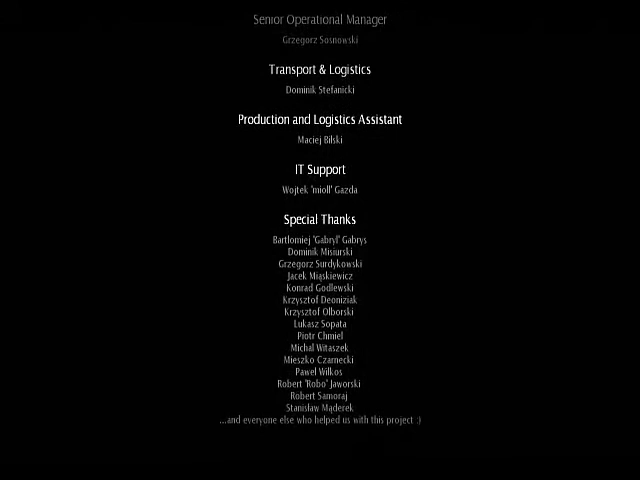 Senior Operational Manager
Grzegorz Sosnowski
Transport & Logistics
Dominik Stefanicki
Production and Logistics Assistant
Maciej Bilski
IT Support
Wojtek "mioll" Gazda
Special Thanks
Bartlomiej "Gabryl" Gabrys
Dominik Misiurski
Grzegorz Surdykowski
Jacek Miąskiewicz
Konrad Godlewski
Krzysztof Deoniziak
Krzysztof Olborski
Lukasz Sopata
Piotr Chmiel
Michal Witaszek
Mieszko Czarnecki
Pawel Wilkos
Robert "Robo" Jaworski
Robert Samoraj
Stanislaw Mąderek
...and everyone else who helped us with this project :)